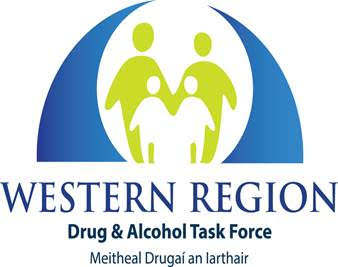 WESTERN REGION
Drug & Alcohol Task Force
Meitheal Drugaí an Iarthair